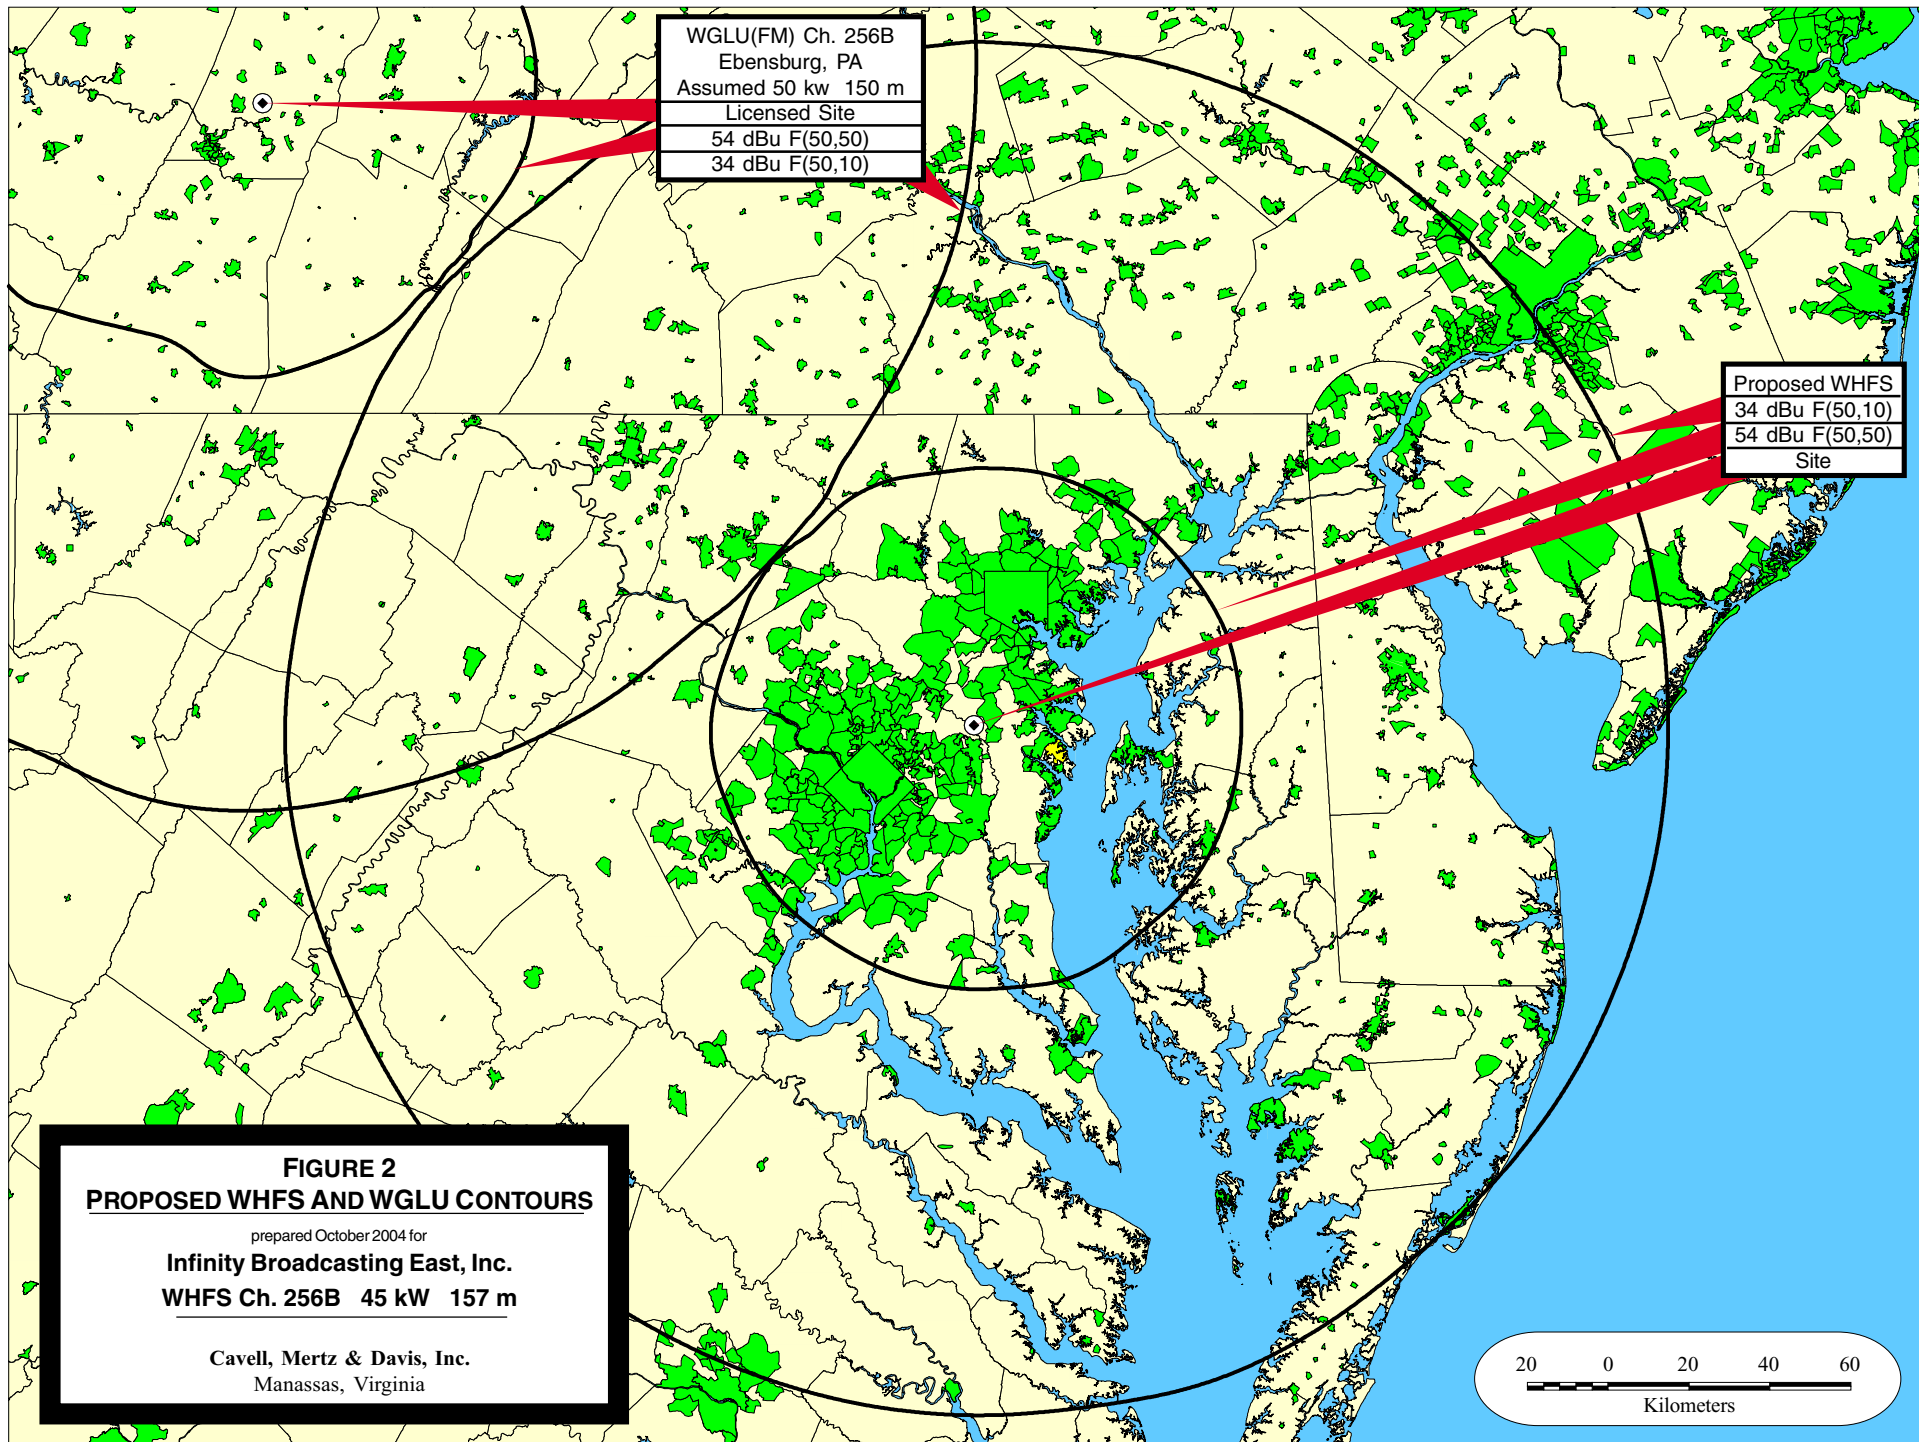 WGLU(FM) Ch. 256B
Ebensburg, PA
Assumed 50 kw 150 m
Licensed Site
54 dBu F(50,50)
34 dBu F(50,10)
Proposed WHFS
34 dBu F(50,10)
54 dBu F(50,50)
Site
FIGURE 2
PROPOSED WHFS AND WGLU CONTOURS
prepared October 2004 for
Infinity Broadcasting East, Inc.
WHFS Ch. 256B 45 kW 157 m
Cavell, Mertz & Davis, Inc.
Manassas, Virginia
20 0 20 40 60
Kilometers